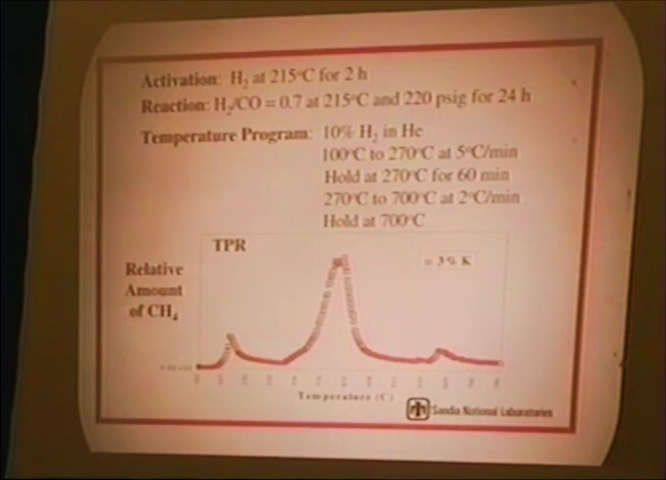 Activation: H₂ at 215°C for 2 h
Reaction: H₂/CO = 0.7 at 215°C and 220 psig for 24 h
Temperature Program: 10% H₂ in He
100°C to 270°C at 5°C/min
Hold at 270°C for 60 min
270°C to 700°C at 2°C/min
Hold at 700°C
TPR
3% K
Relative
Amount
of CH₄
Temperature (C)
Sandia National Laboratories